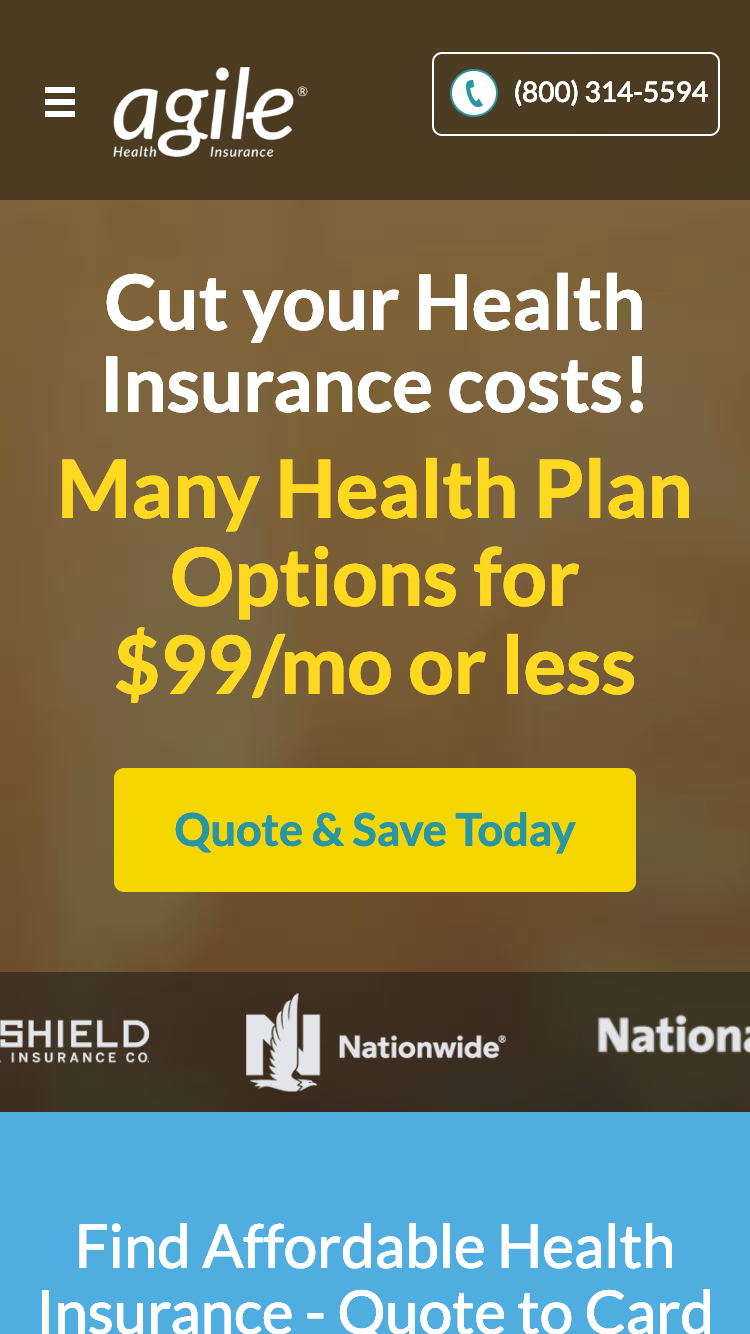 agile®
Health Insurance
(800) 314-5594
Cut your Health
Insurance costs!
Many Health Plan
Options for
$99/mo or less
Quote & Save Today
SHIELD
INSURANCE CO.
Nationwide®
Nationa
Find Affordable Health
Insurance - Quote to Card